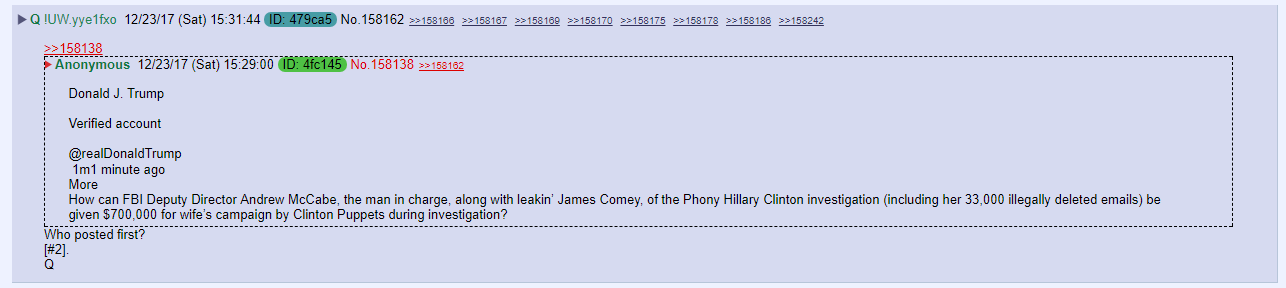 ▶Q !UW.yye1fxo 12/23/17 (Sat) 15:31:44 ID: 479ca5 No.158162 >>158166 >>158167 >>158169 >>158170 >>158175 >>158178 >>158186 >>158242
>>158138
▶Anonymous 12/23/17 (Sat) 15:29:00 ID: 4fc145 No.158138 >>158162
Donald J. Trump
Verified account
@realDonaldTrump
1m1 minute ago
More
How can FBI Deputy Director Andrew McCabe, the man in charge, along with leakin’ James Comey, of the Phony Hillary Clinton investigation (including her 33,000 illegally deleted emails) be
given $700,000 for wife’s campaign by Clinton Puppets during investigation?
Who posted first?
[#2].
Q